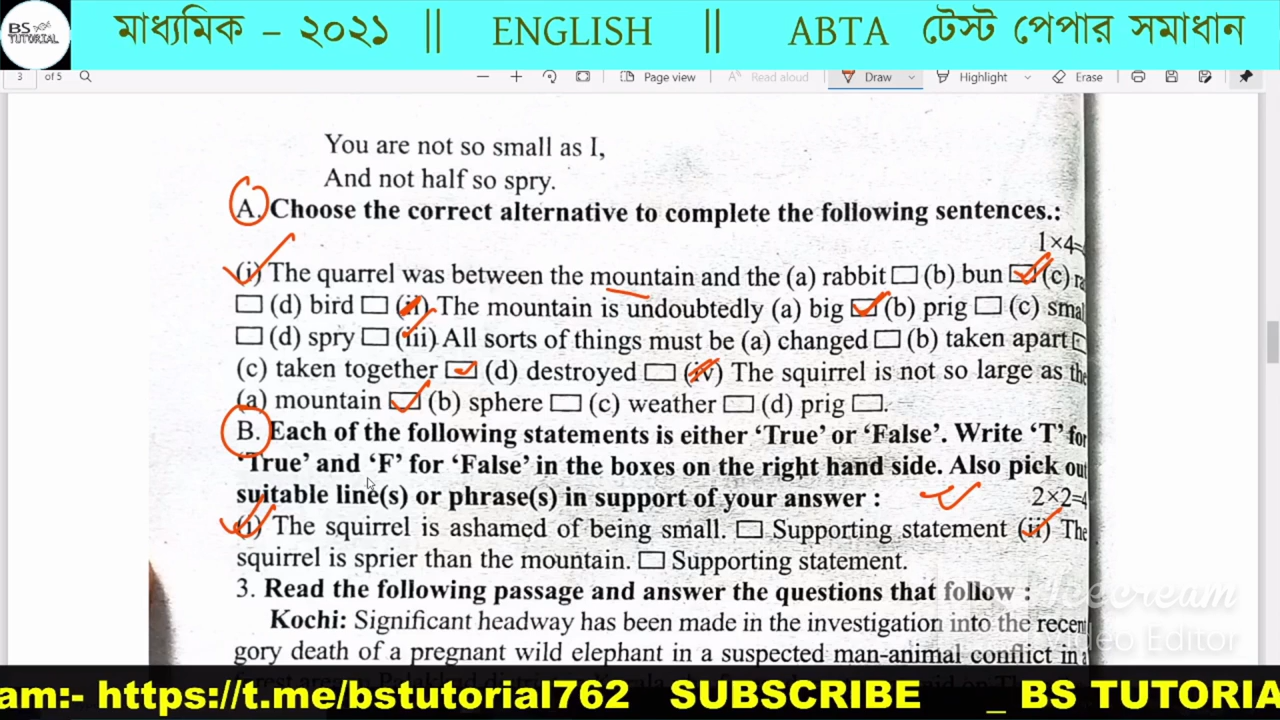 BS TUTORIAL মাধ্যমিক – ২০২১ || ENGLISH || ABTA টেস্ট পেপার সমাধান
3 of 5 Page view Read aloud Draw Highlight Erase
You are not so small as I,
And not half so spry.
A. Choose the correct alternative to complete the following sentences.:
1×4=
(i) The quarrel was between the mountain and the (a) rabbit (b) bun (c)
(d) bird (ii) The mountain is undoubtedly (a) big (b) prig (c)
(d) spry (iii) All sorts of things must be (a) changed (b) taken apart
(c) taken together (d) destroyed (iv) The squirrel is not so large as the
(a) mountain (b) sphere (c) weather (d) prig .
B. Each of the following statements is either ‘True’ or ‘False’. Write ‘T’ for
‘True’ and ‘F’ for ‘False’ in the boxes on the right hand side. Also pick
suitable line(s) or phrase(s) in support of your answer :
2×2=4
(i) The squirrel is ashamed of being small. Supporting statement (ii) The
squirrel is sprier than the mountain. Supporting statement.
3. Read the following passage and answer the questions that follow :
Kochi: Significant headway has been made in the investigation into the
gory death of a pregnant wild elephant in a suspected man-animal conflict in
Icecream
Video Editor
am:- https://t.me/bstutorial762 SUBSCRIBE _ BS TUTORIA